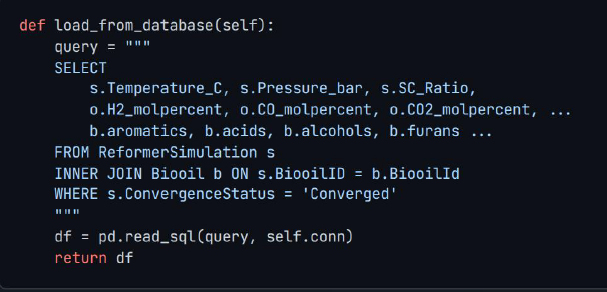 def load_from_database(self):
    query = """
    SELECT
        s.Temperature_C, s.Pressure_bar, s.SC_Ratio,
        o.H2_molpercent, o.CO_molpercent, o.CO2_molpercent, ...
        b.aromatics, b.acids, b.alcohols, b.furans ...
    FROM ReformerSimulation s
    INNER JOIN Biooil b ON s.BiooilID = b.BiooilId
    WHERE s.ConvergenceStatus = 'Converged'
    """
    df = pd.read_sql(query, self.conn)
    return df